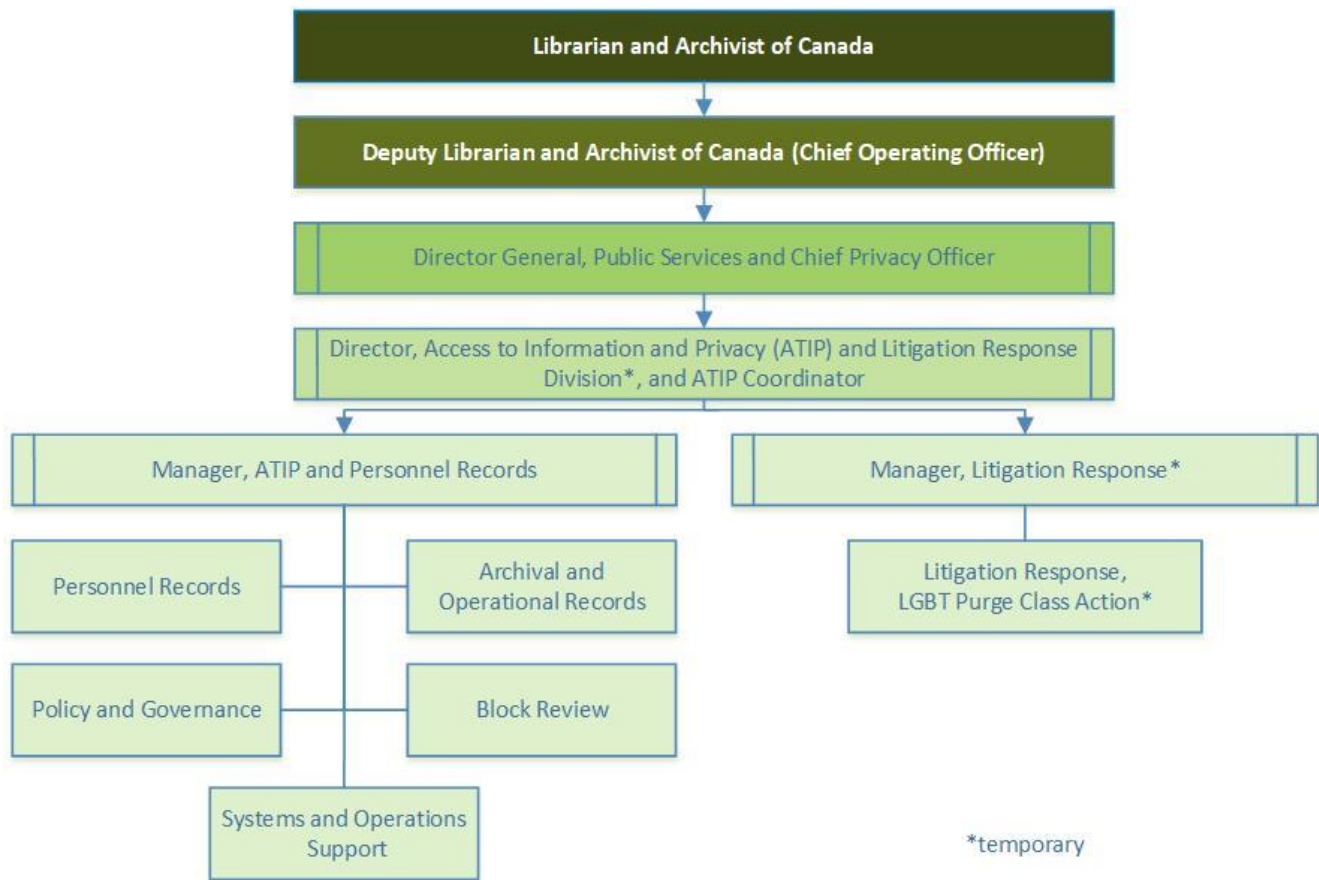 Librarian and Archivist of Canada
Deputy Librarian and Archivist of Canada (Chief Operating Officer)
Director General, Public Services and Chief Privacy Officer
Director, Access to Information and Privacy (ATIP) and Litigation Response
Division*, and ATIP Coordinator
Manager, ATIP and Personnel Records
Manager, Litigation Response*
Personnel Records
Archival and
Operational Records
Litigation Response,
LGBT Purge Class Action*
Policy and Governance
Block Review
Systems and Operations
Support
*temporary